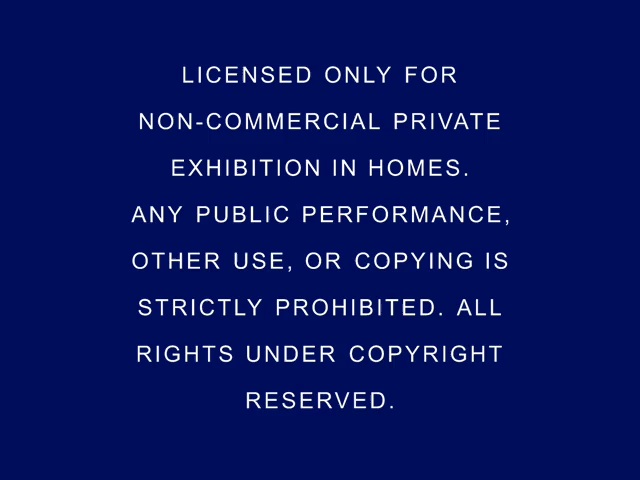 LICENSED ONLY FOR
NON-COMMERCIAL PRIVATE
EXHIBITION IN HOMES.
ANY PUBLIC PERFORMANCE,
OTHER USE, OR COPYING IS
STRICTLY PROHIBITED. ALL
RIGHTS UNDER COPYRIGHT
RESERVED.